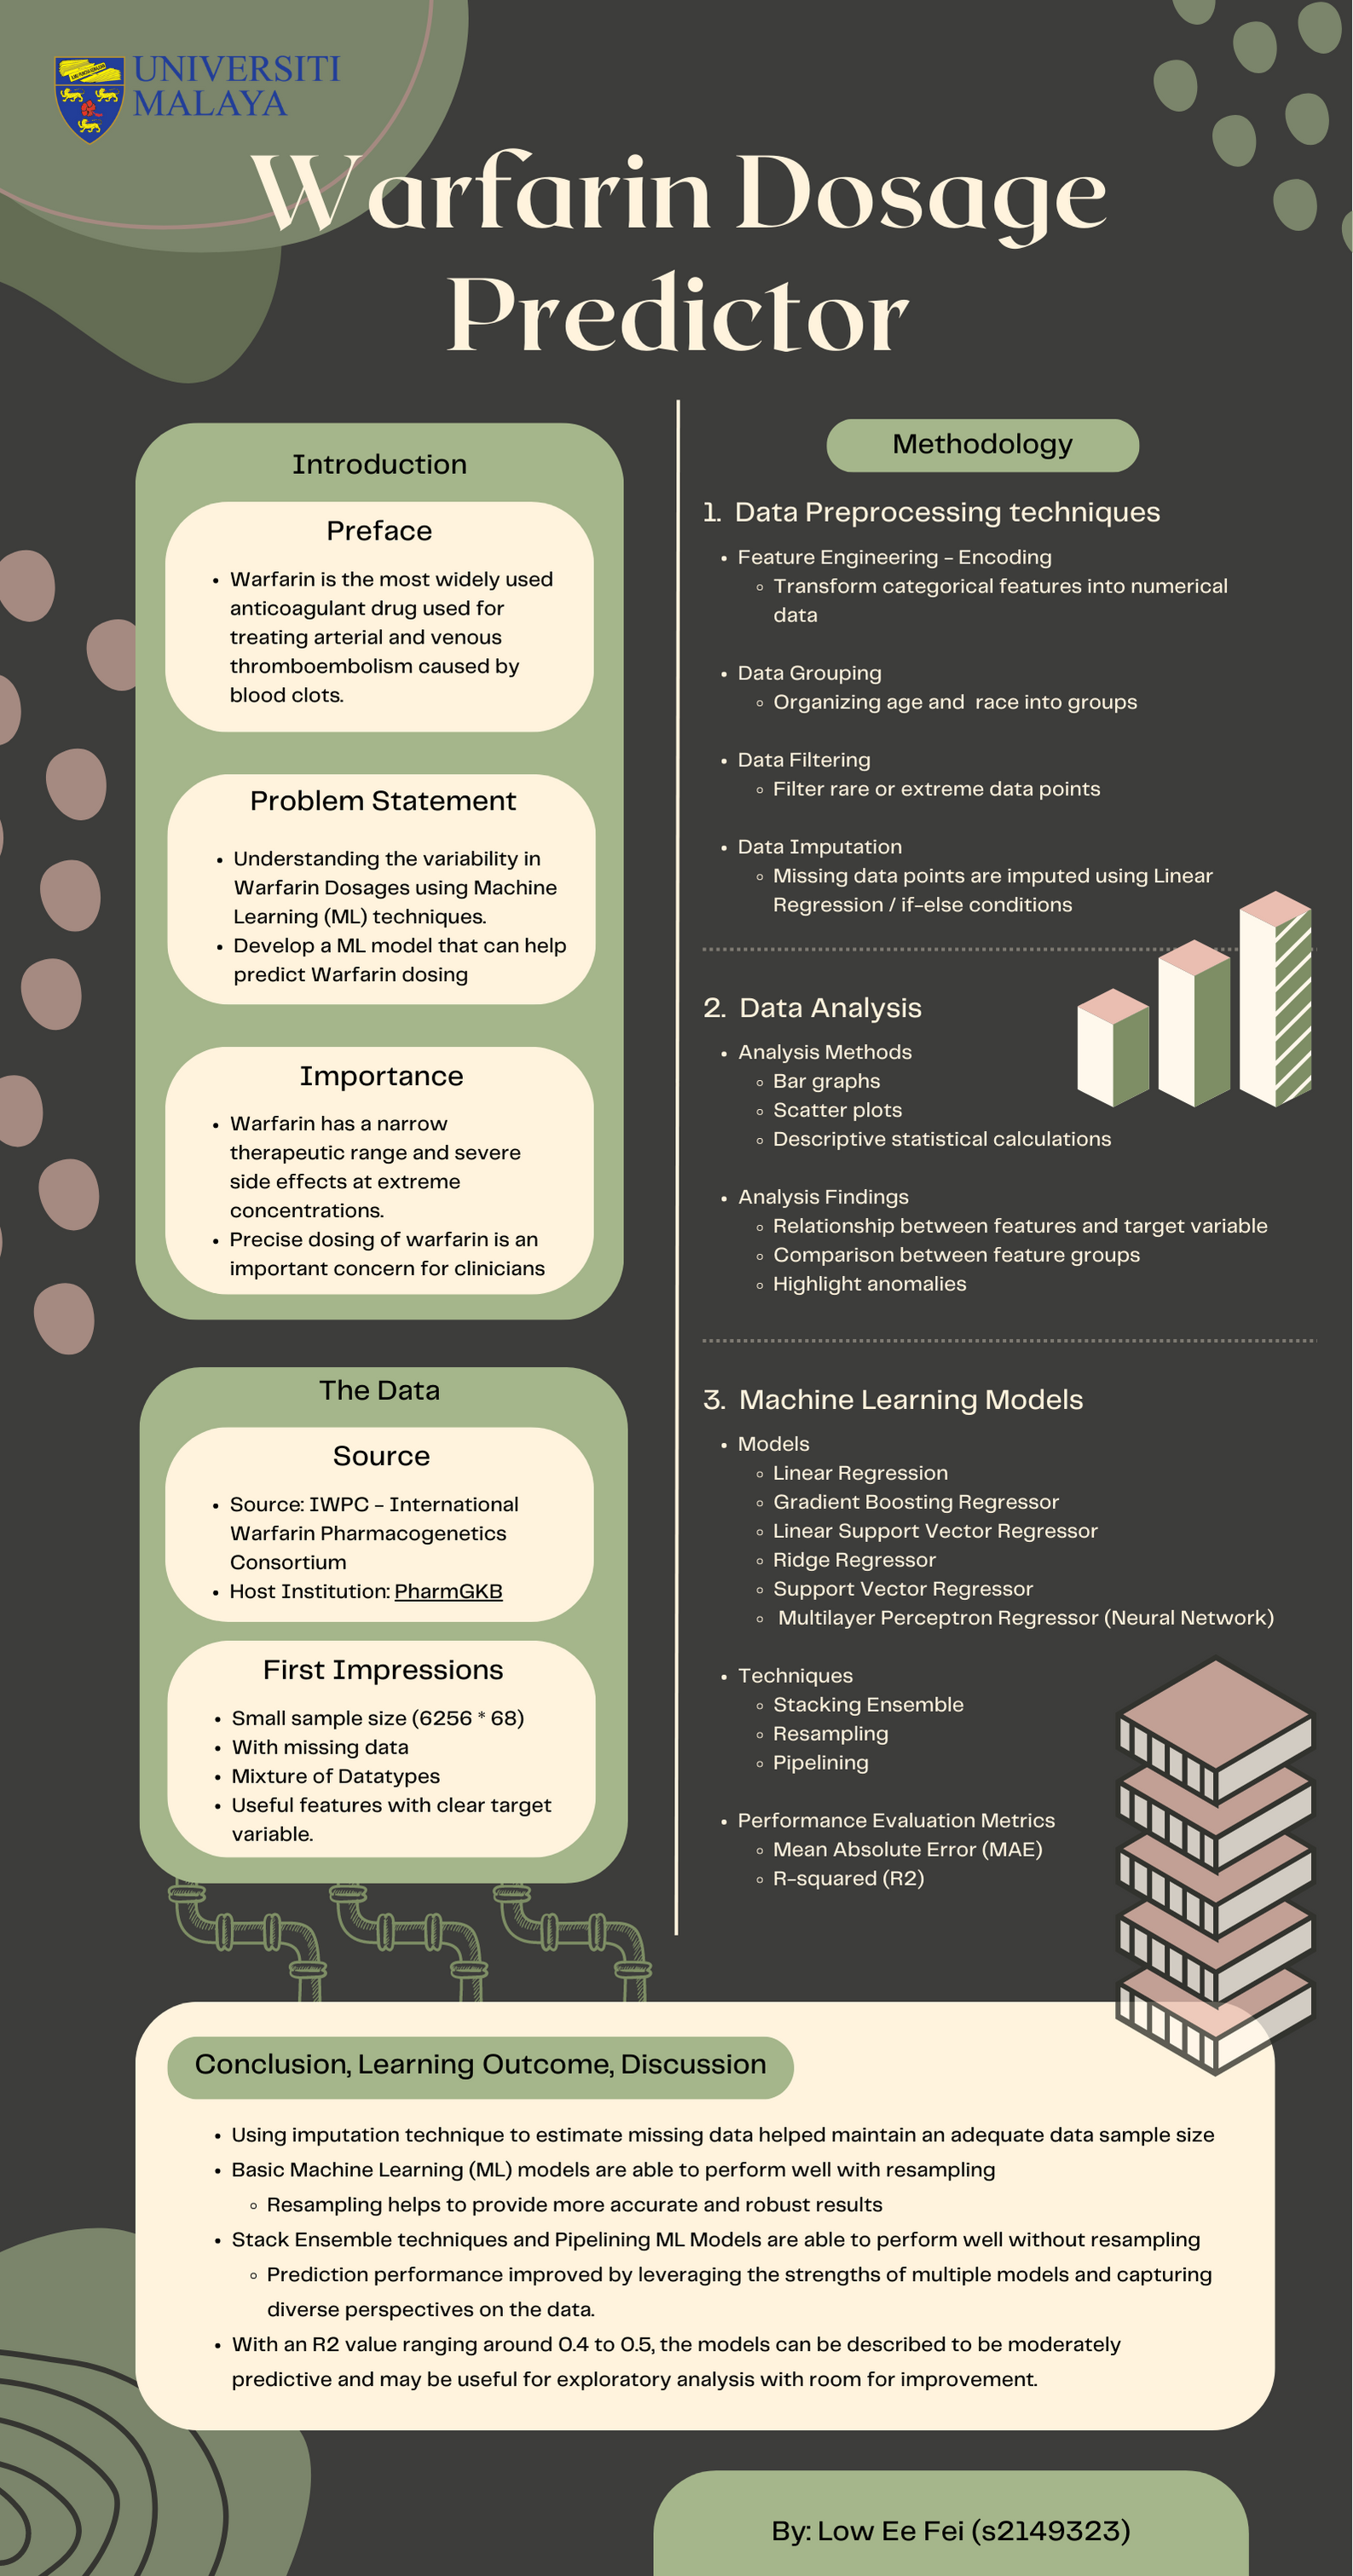 UNIVERSITI
MALAYA
Warfarin Dosage
Predictor
Introduction
Preface
• Warfarin is the most widely used
anticoagulant drug used for
treating arterial and venous
thromboembolism caused by
blood clots.
Problem Statement
• Understanding the variability in
Warfarin Dosages using Machine
Learning (ML) techniques.
• Develop a ML model that can help
predict Warfarin dosing
Importance
• Warfarin has a narrow
therapeutic range and severe
side effects at extreme
concentrations.
• Precise dosing of warfarin is an
important concern for clinicians
The Data
Source
• Source: IWPC - International
Warfarin Pharmacogenetics
Consortium
• Host Institution: PharmGKB
First Impressions
• Small sample size (6256 * 68)
• With missing data
• Mixture of Datatypes
• Useful features with clear target
variable.
Methodology
1. Data Preprocessing techniques
• Feature Engineering - Encoding
◦ Transform categorical features into numerical
data
• Data Grouping
◦ Organizing age and  race into groups
• Data Filtering
◦ Filter rare or extreme data points
• Data Imputation
◦ Missing data points are imputed using Linear
Regression / if-else conditions
2. Data Analysis
• Analysis Methods
◦ Bar graphs
◦ Scatter plots
◦ Descriptive statistical calculations
• Analysis Findings
◦ Relationship between features and target variable
◦ Comparison between feature groups
◦ Highlight anomalies
3. Machine Learning Models
• Models
◦ Linear Regression
◦ Gradient Boosting Regressor
◦ Linear Support Vector Regressor
◦ Ridge Regressor
◦ Support Vector Regressor
◦ Multilayer Perceptron Regressor (Neural Network)
• Techniques
◦ Stacking Ensemble
◦ Resampling
◦ Pipelining
• Performance Evaluation Metrics
◦ Mean Absolute Error (MAE)
◦ R-squared (R2)
Conclusion, Learning Outcome, Discussion
• Using imputation technique to estimate missing data helped maintain an adequate data sample size
• Basic Machine Learning (ML) models are able to perform well with resampling
◦ Resampling helps to provide more accurate and robust results
• Stack Ensemble techniques and Pipelining ML Models are able to perform well without resampling
◦ Prediction performance improved by leveraging the strengths of multiple models and capturing
diverse perspectives on the data.
• With an R2 value ranging around 0.4 to 0.5, the models can be described to be moderately
predictive and may be useful for exploratory analysis with room for improvement.
By: Low Ee Fei (s2149323)